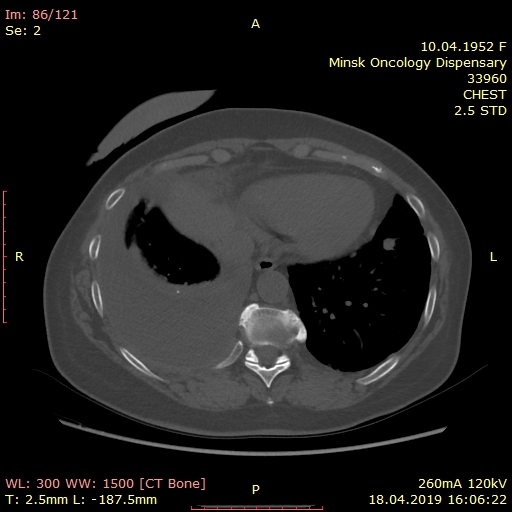 Im: 86/121
Se: 2
A
10.04.1952 F
Minsk Oncology Dispensary
33960
CHEST
2.5 STD
R
L
WL: 300 WW: 1500 [CT Bone]
T: 2.5mm L: -187.5mm
P
260mA 120kV
18.04.2019 16:06:22